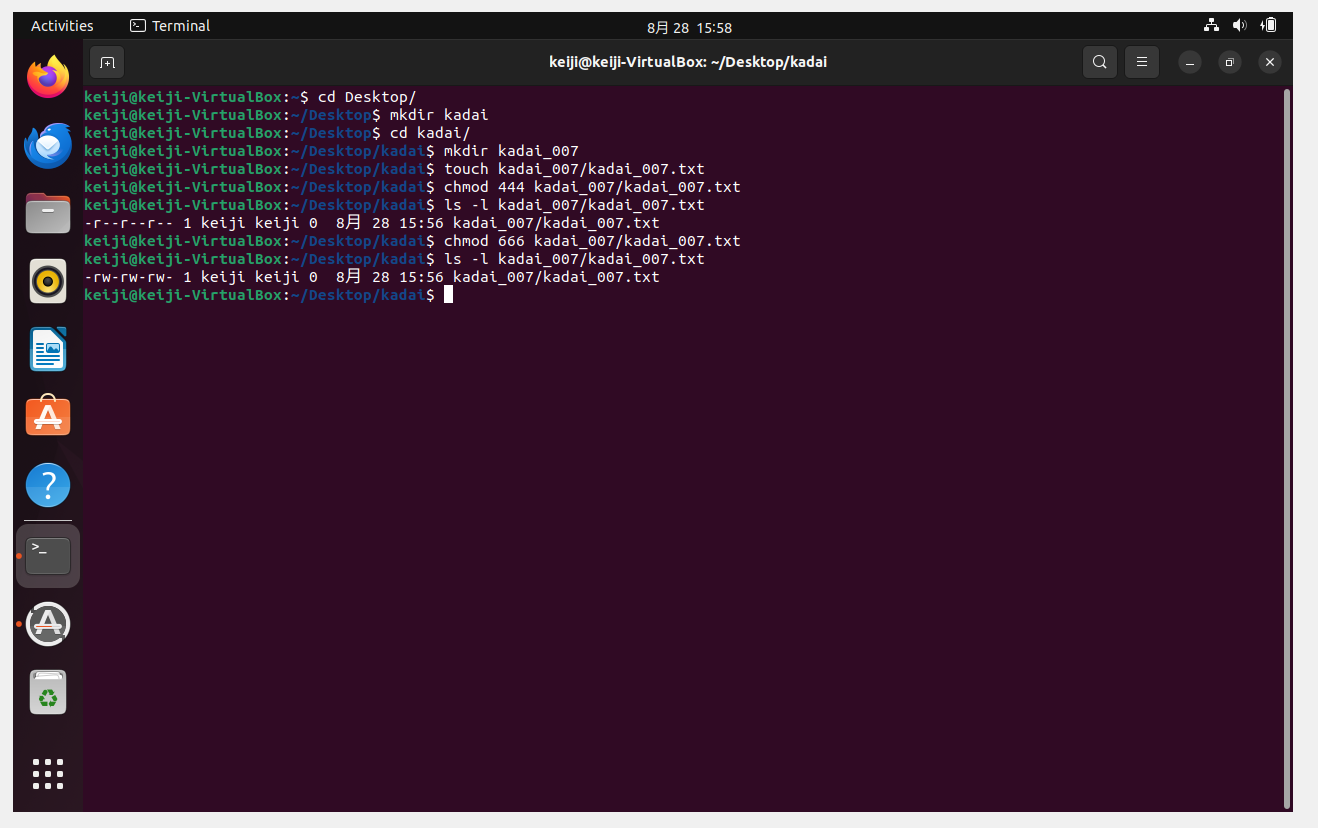 Activities
Terminal
8月 28 15:58
keiji@keiji-VirtualBox: ~/Desktop/kadai
keiji@keiji-VirtualBox:~$ cd Desktop/
keiji@keiji-VirtualBox:~/Desktop$ mkdir kadai
keiji@keiji-VirtualBox:~/Desktop$ cd kadai/
keiji@keiji-VirtualBox:~/Desktop/kadai$ mkdir kadai_007
keiji@keiji-VirtualBox:~/Desktop/kadai$ touch kadai_007/kadai_007.txt
keiji@keiji-VirtualBox:~/Desktop/kadai$ chmod 444 kadai_007/kadai_007.txt
keiji@keiji-VirtualBox:~/Desktop/kadai$ ls -l kadai_007/kadai_007.txt
-r--r--r-- 1 keiji keiji 0  8月 28 15:56 kadai_007/kadai_007.txt
keiji@keiji-VirtualBox:~/Desktop/kadai$ chmod 666 kadai_007/kadai_007.txt
keiji@keiji-VirtualBox:~/Desktop/kadai$ ls -l kadai_007/kadai_007.txt
-rw-rw-rw- 1 keiji keiji 0  8月 28 15:56 kadai_007/kadai_007.txt
keiji@keiji-VirtualBox:~/Desktop/kadai$